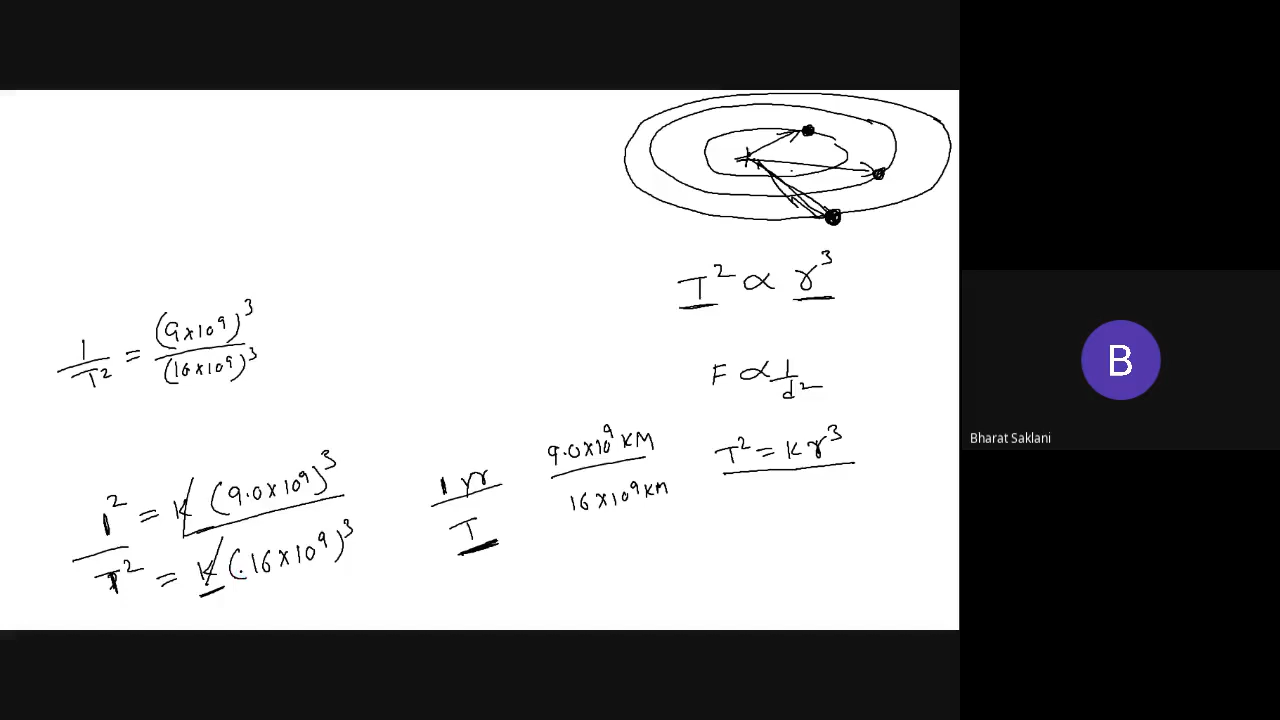 T² ∝ r³
1/T² = (9×10⁹)³/(16×10⁹)³
F ∝ 1/d²
T² = Kr³
9.0×10⁹ KM
16×10⁹ KM
1 yr
T
1² = K (9.0×10⁹)³
T² = K (.16×10⁹)³
B
Bharat Saklani